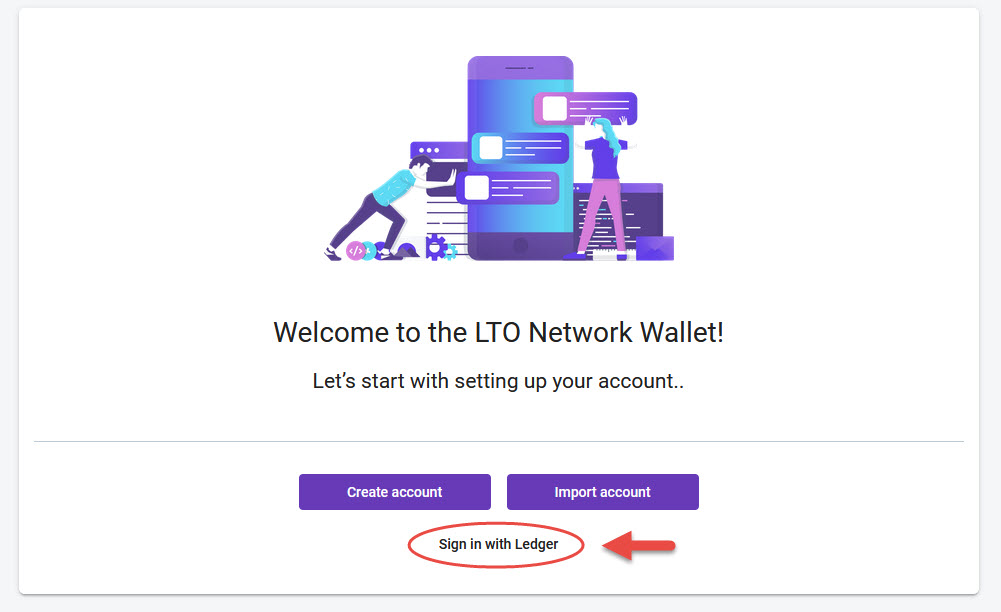 Welcome to the LTO Network Wallet!
Let’s start with setting up your account..
Create account
Import account
Sign in with Ledger